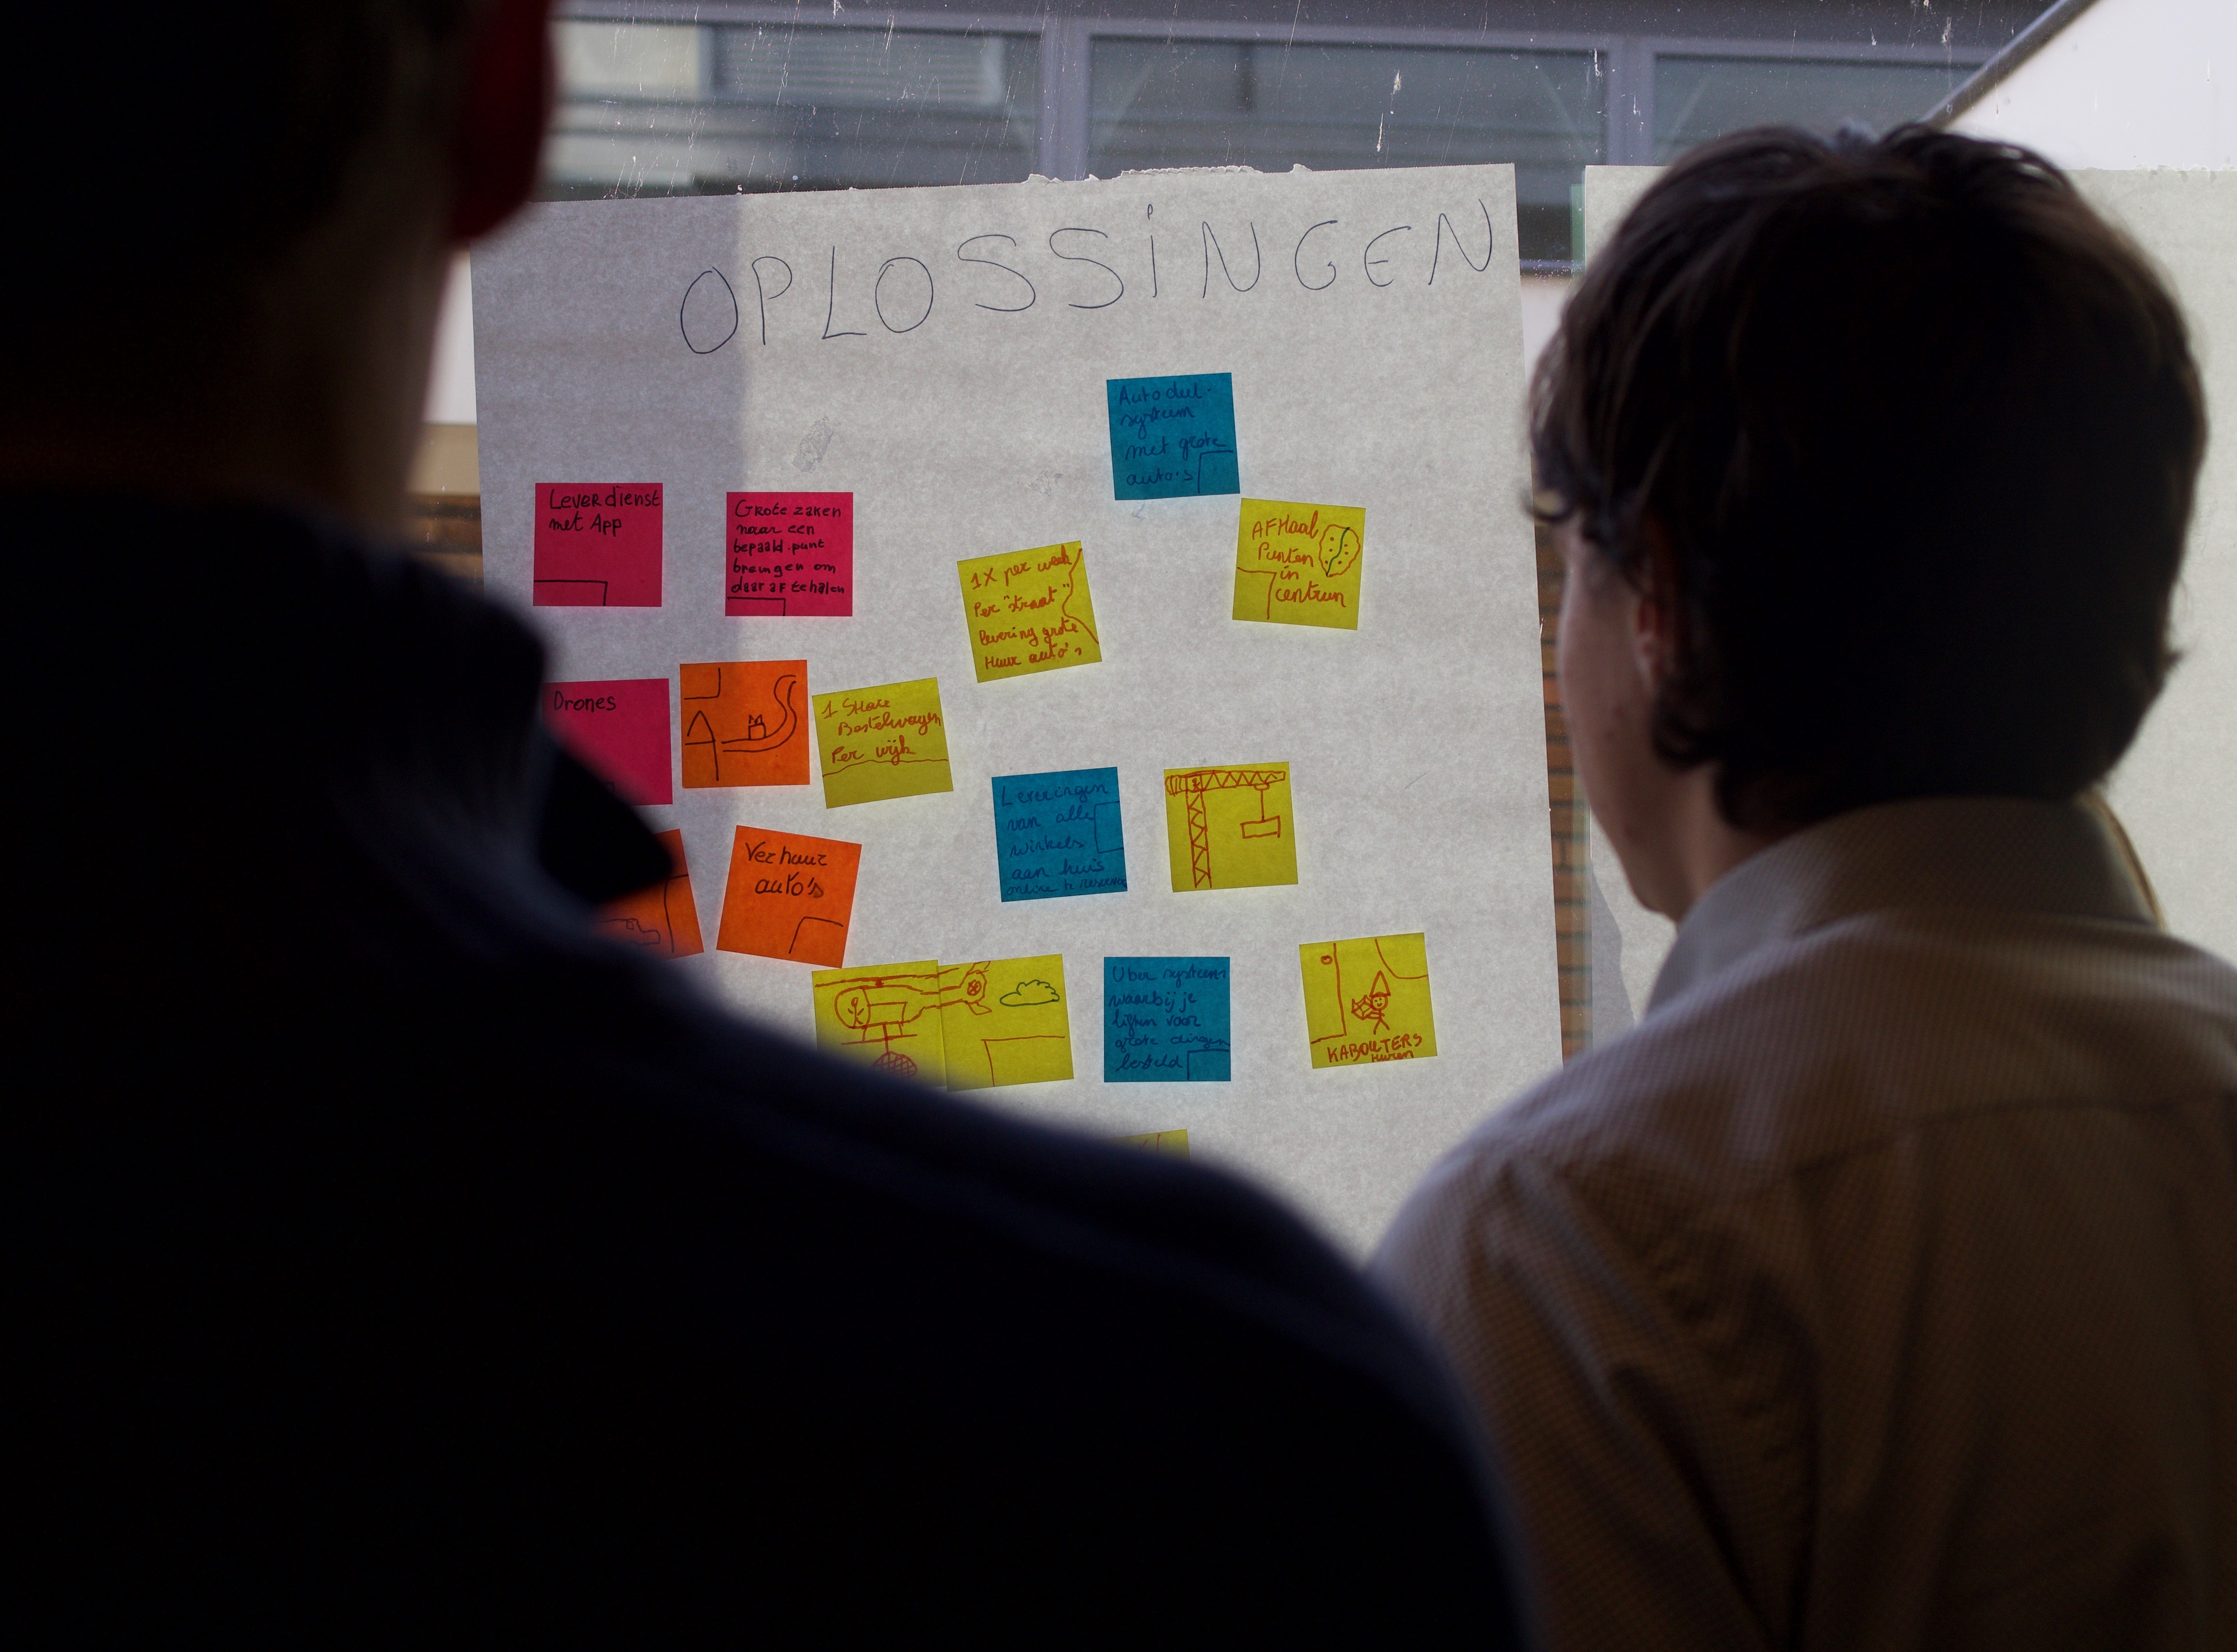 OPLOSSINGEN
Auto deel-
systeem
met grote
auto's
Leverdienst
met App
Grote zaken
naar een
bepaald punt
brengen om
daar af te halen
AFHaal
Punten
in
centrum
1X per week
Per "straat"
levering grote
Huur auto's
Drones
1 Share
Bestelwagen
Per wijk
Leveringen
van alle
winkels
aan huis
online te
Verhuur
auto's
Uber systeem
waarbij je
liften voor
grote dingen
besteld
KABOUTERS
Huren